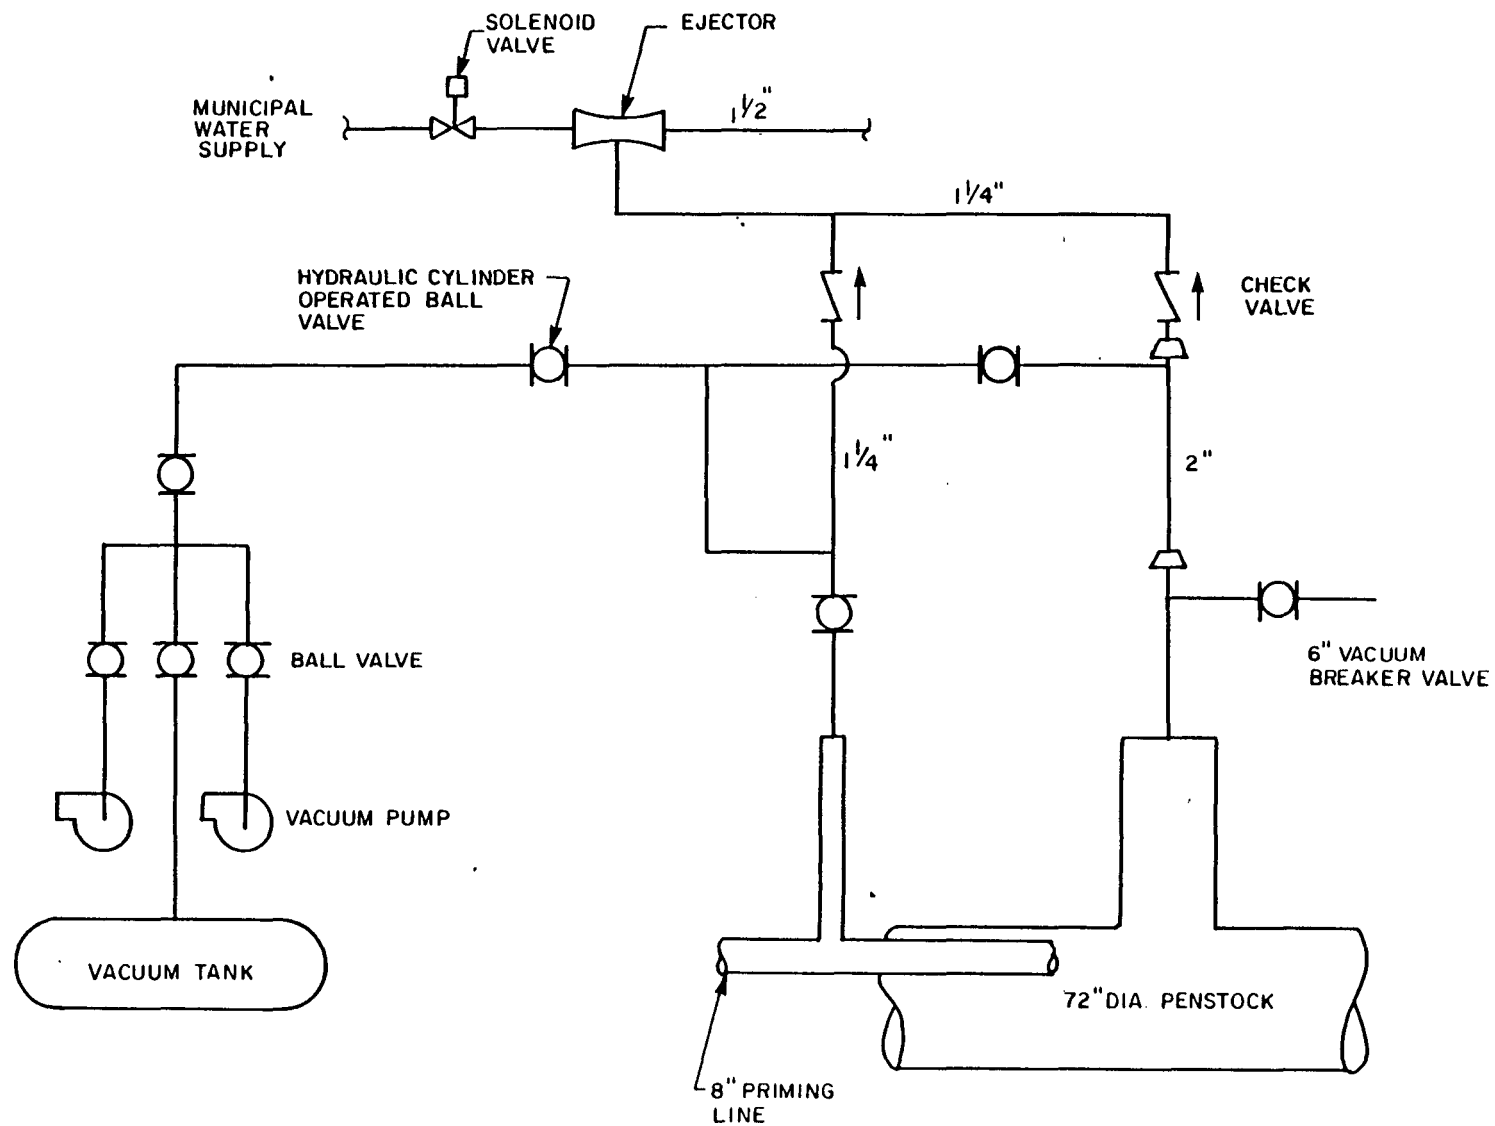 SOLENOID
VALVE
EJECTOR
MUNICIPAL
WATER
SUPPLY
1 1/2"
1 1/4"
HYDRAULIC CYLINDER
OPERATED BALL
VALVE
CHECK
VALVE
1 1/4"
2"
BALL VALVE
6" VACUUM
BREAKER VALVE
VACUUM PUMP
VACUUM TANK
72" DIA. PENSTOCK
8" PRIMING
LINE